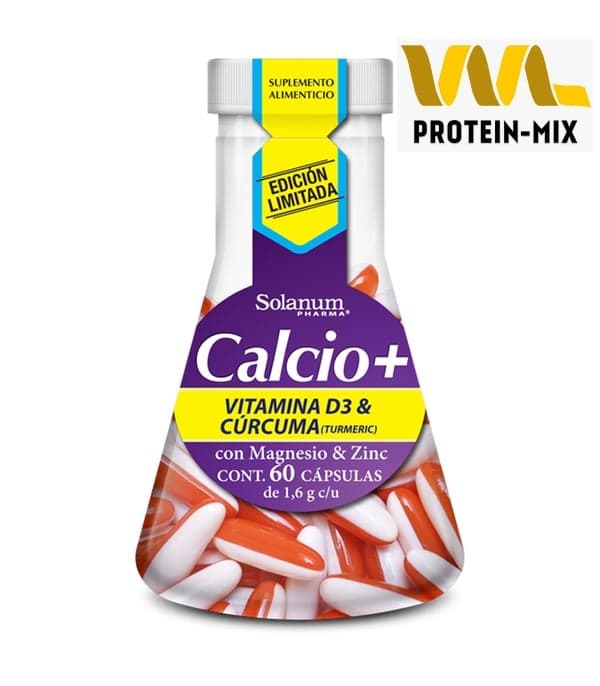 SUPLEMENTO
ALIMENTICIO
EDICIÓN
LIMITADA
PROTEIN-MIX
Solanum
PHARMA®
Calcio+
VITAMINA D3 &
CÚRCUMA(TURMERIC)
con Magnesio & Zinc
CONT. 60 CÁPSULAS
de 1,6 g c/u